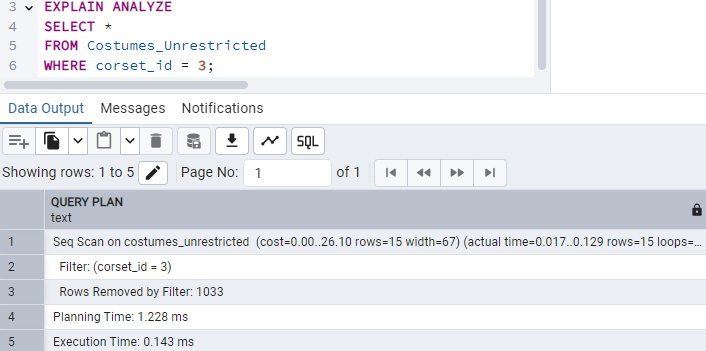 3 EXPLAIN ANALYZE
4 SELECT *
5 FROM Costumes_Unrestricted
6 WHERE corset_id = 3;
Data Output Messages Notifications
SQL
Showing rows: 1 to 5 Page No: 1 of 1
QUERY PLAN
text
1 Seq Scan on costumes_unrestricted (cost=0.00..26.10 rows=15 width=67) (actual time=0.017..0.129 rows=15 loops=...
2 Filter: (corset_id = 3)
3 Rows Removed by Filter: 1033
4 Planning Time: 1.228 ms
5 Execution Time: 0.143 ms